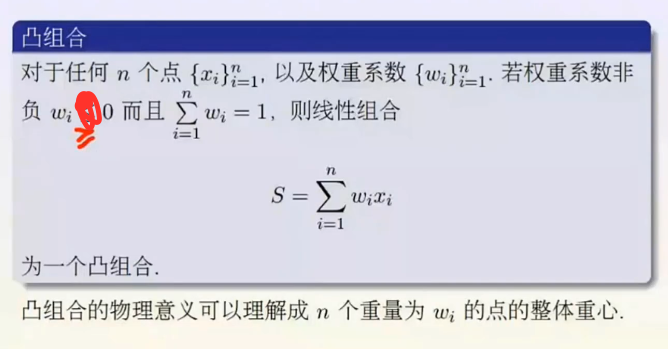 凸组合
对于任何 n 个点 {x_i}_{i=1}^n, 以及权重系数 {w_i}_{i=1}^n. 若权重系数非
负 w_i 0 而且 \sum_{i=1}^{n} w_i = 1, 则线性组合
S = \sum_{i=1}^{n} w_i x_i
为一个凸组合.
凸组合的物理意义可以理解成 n 个重量为 w_i 的点的整体重心.